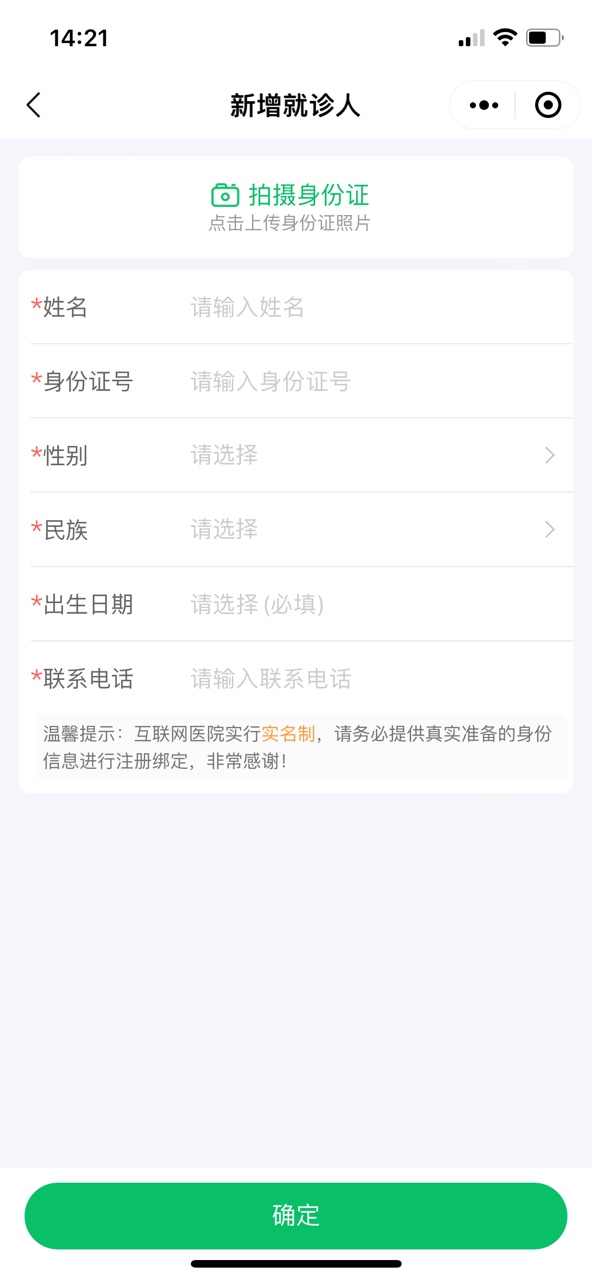 14:21
新增就诊人
拍摄身份证
点击上传身份证照片
*姓名 请输入姓名
*身份证号 请输入身份证号
*性别 请选择
*民族 请选择
*出生日期 请选择 (必填)
*联系电话 请输入联系电话
温馨提示：互联网医院实行实名制，请务必提供真实准备的身份
信息进行注册绑定，非常感谢！
确定